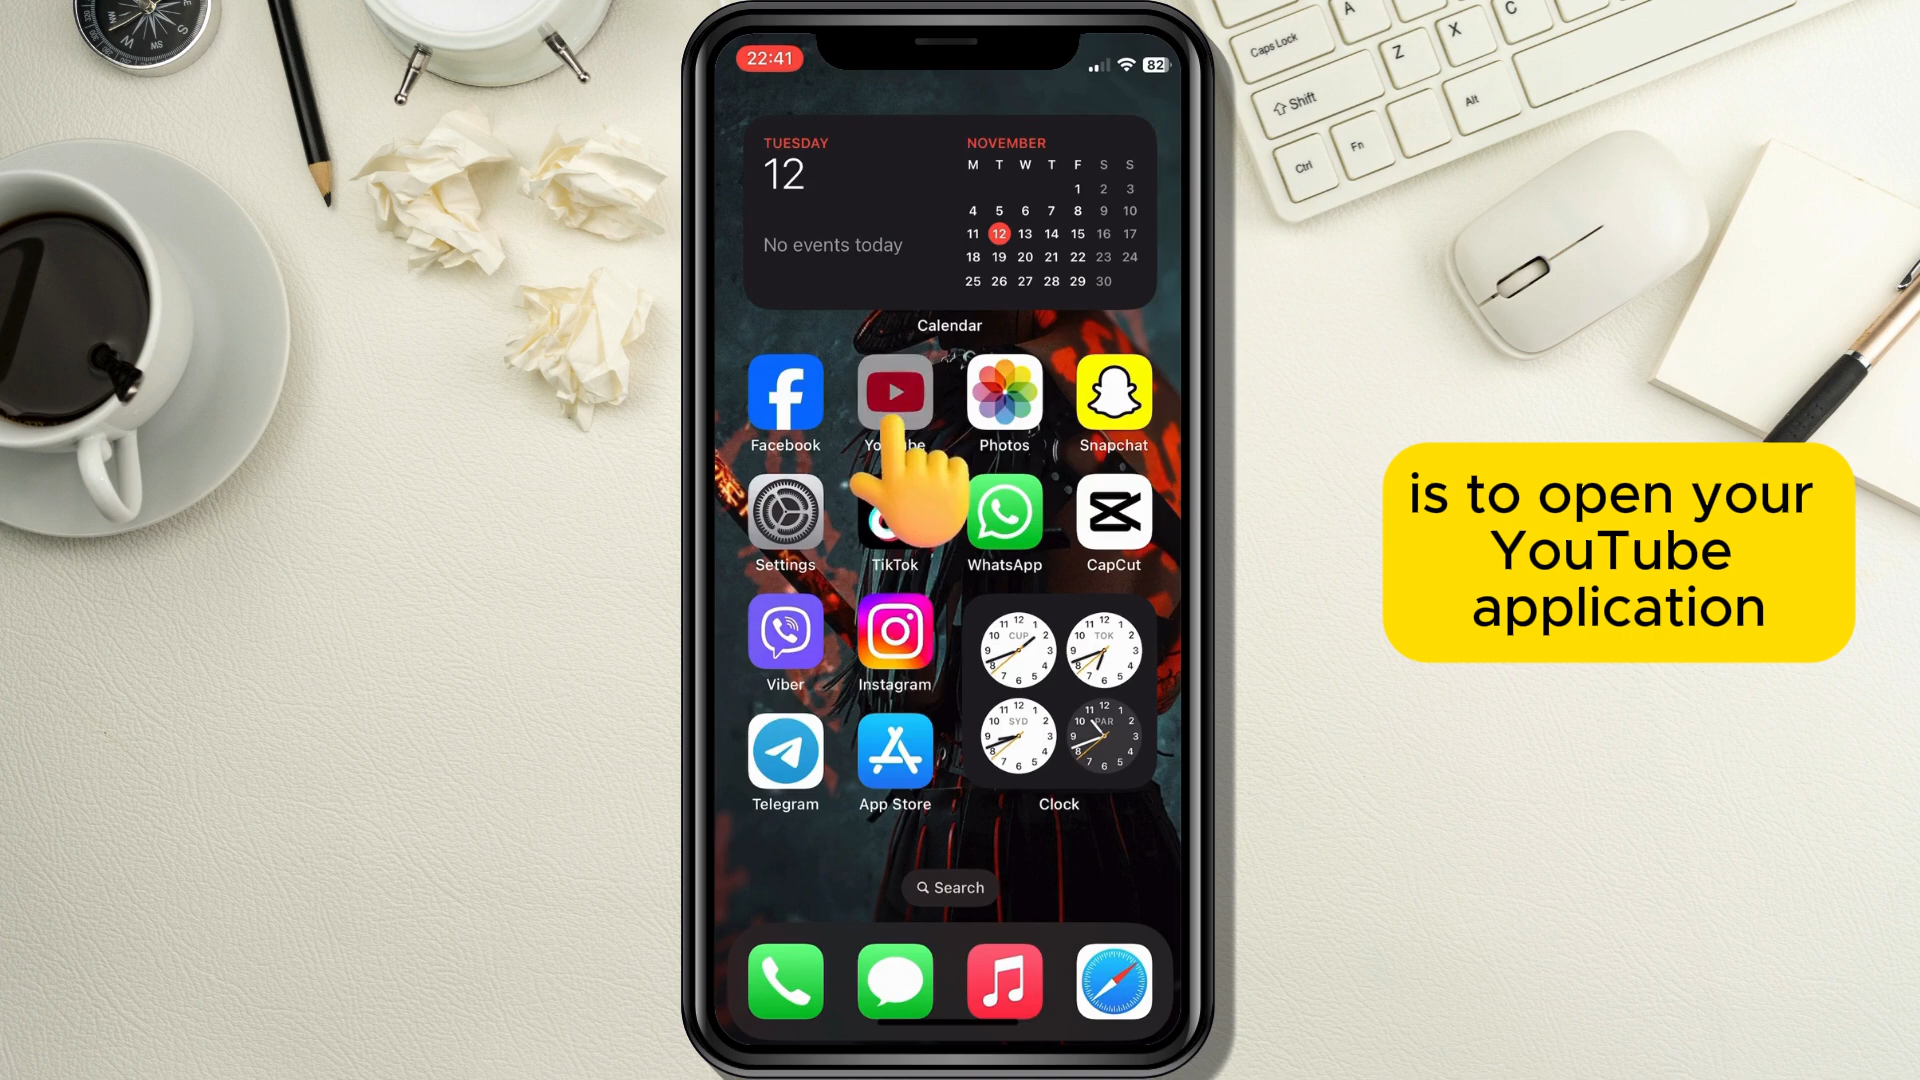 22:41
82
TUESDAY
12
No events today
NOVEMBER
M T W T F S S
1 2 3
4 5 6 7 8 9 10
11 12 13 14 15 16 17
18 19 20 21 22 23 24
25 26 27 28 29 30
Calendar
Facebook
Photos
Snapchat
Settings
TikTok
WhatsApp
CapCut
Viber
Instagram
CUP
TOK
SYD
PAR
Telegram
App Store
Clock
Search
is to open your
YouTube
application
Caps Lock
A
Z
X
C
Shift
Alt
Fn
Ctrl